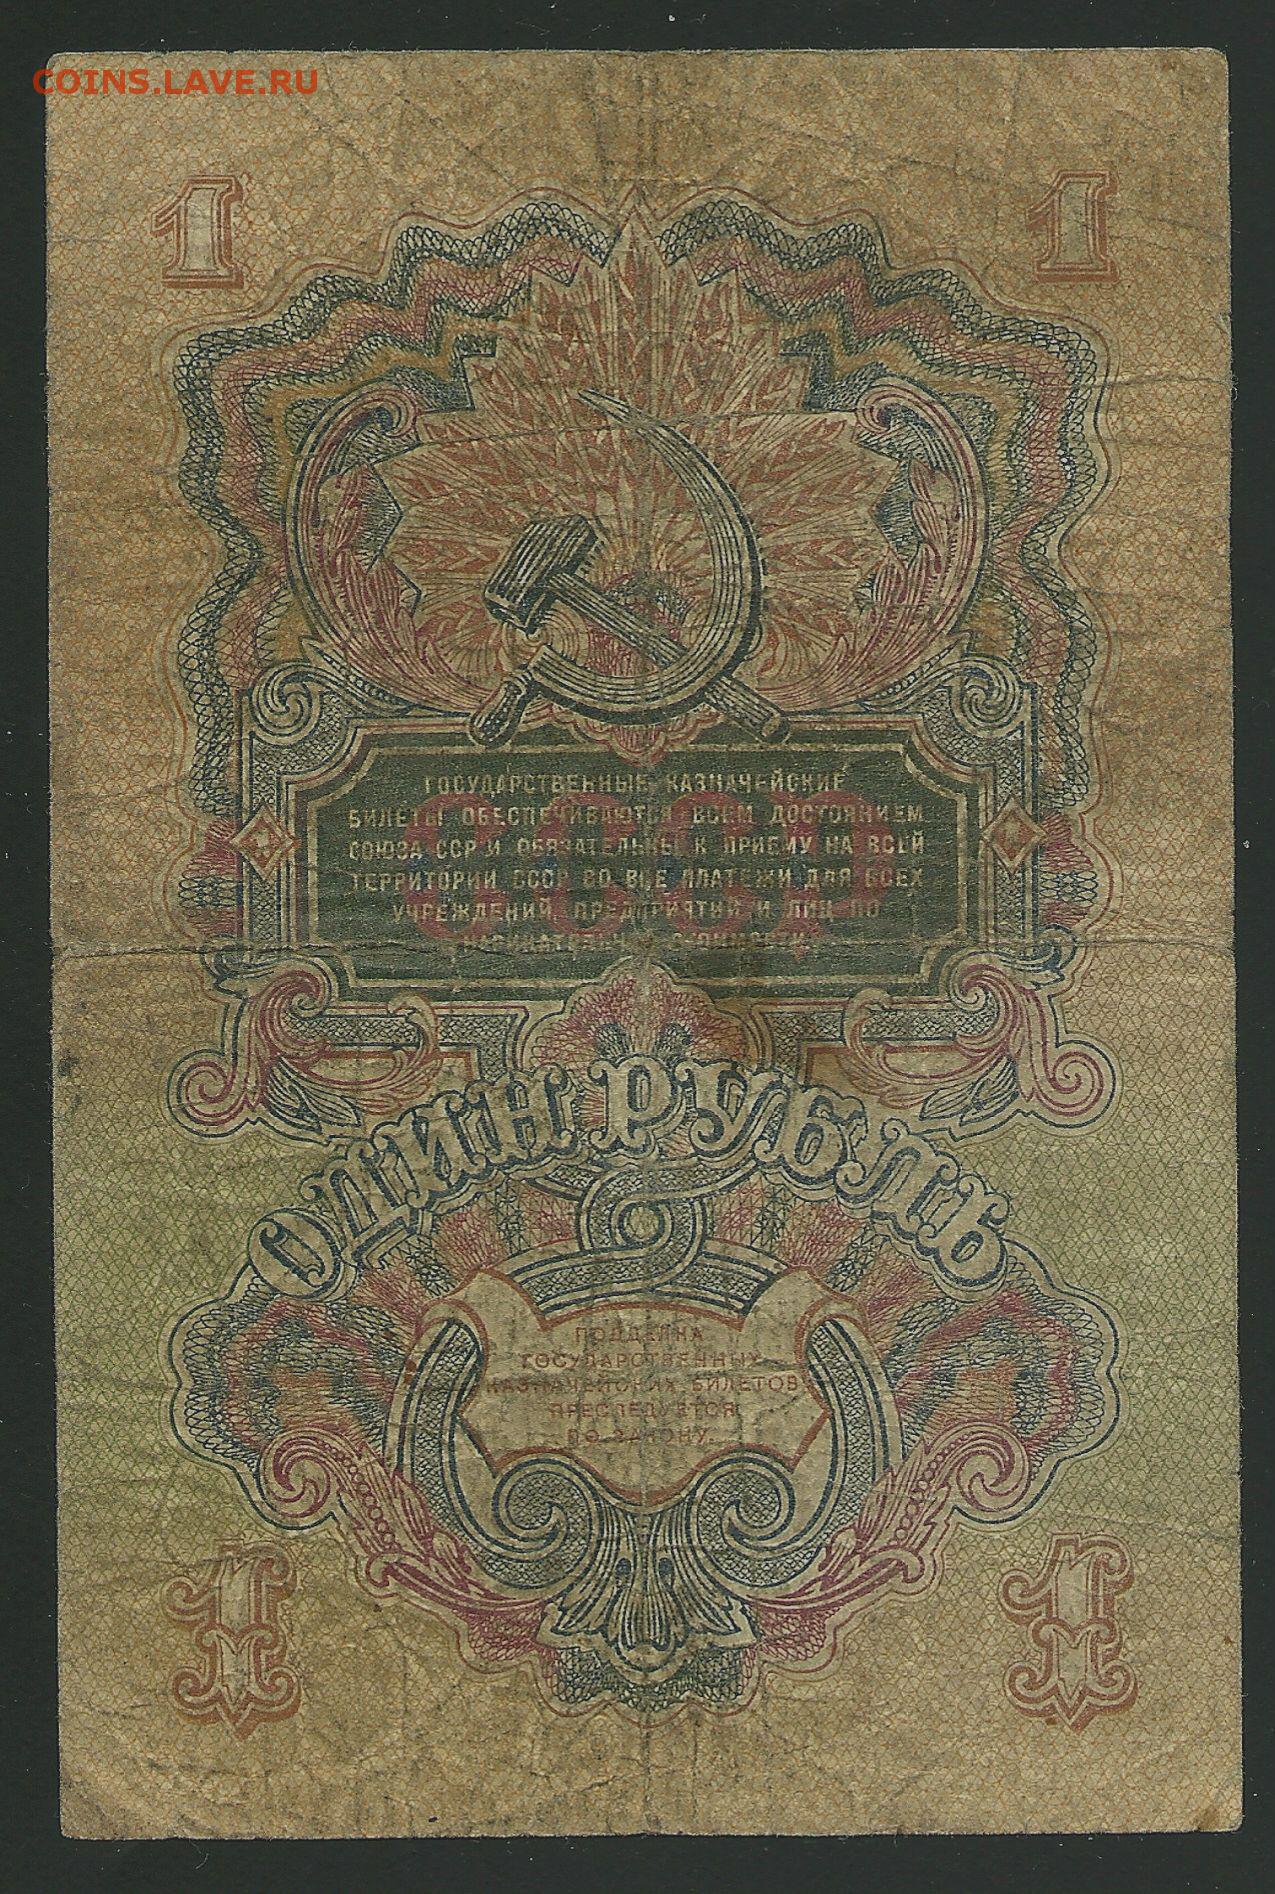 COINS.LAVE.RU
1 1
ГОСУДАРСТВЕННЫЕ КАЗНАЧЕЙСКИЕ
БИЛЕТЫ ОБЕСПЕЧИВАЮТСЯ ВСЕМ ДОСТОЯНИЕМ
СОЮЗА ССР И ОБЯЗАТЕЛЬНЫ К ПРИЕМУ НА ВСЕЙ
ТЕРРИТОРИИ СССР ВО ВСЕ ПЛАТЕЖИ ДЛЯ ВСЕХ
УЧРЕЖДЕНИЙ, ПРЕДПРИЯТИЙ И ЛИЦ ПО
СССР
ОДИН РУБЛЬ
ПОДДЕЛКА
ГОСУДАРСТВЕННЫХ
КАЗНАЧЕЙСКИХ БИЛЕТОВ
ПРЕСЛЕДУЕТСЯ
ПО ЗАКОНУ.
1 1